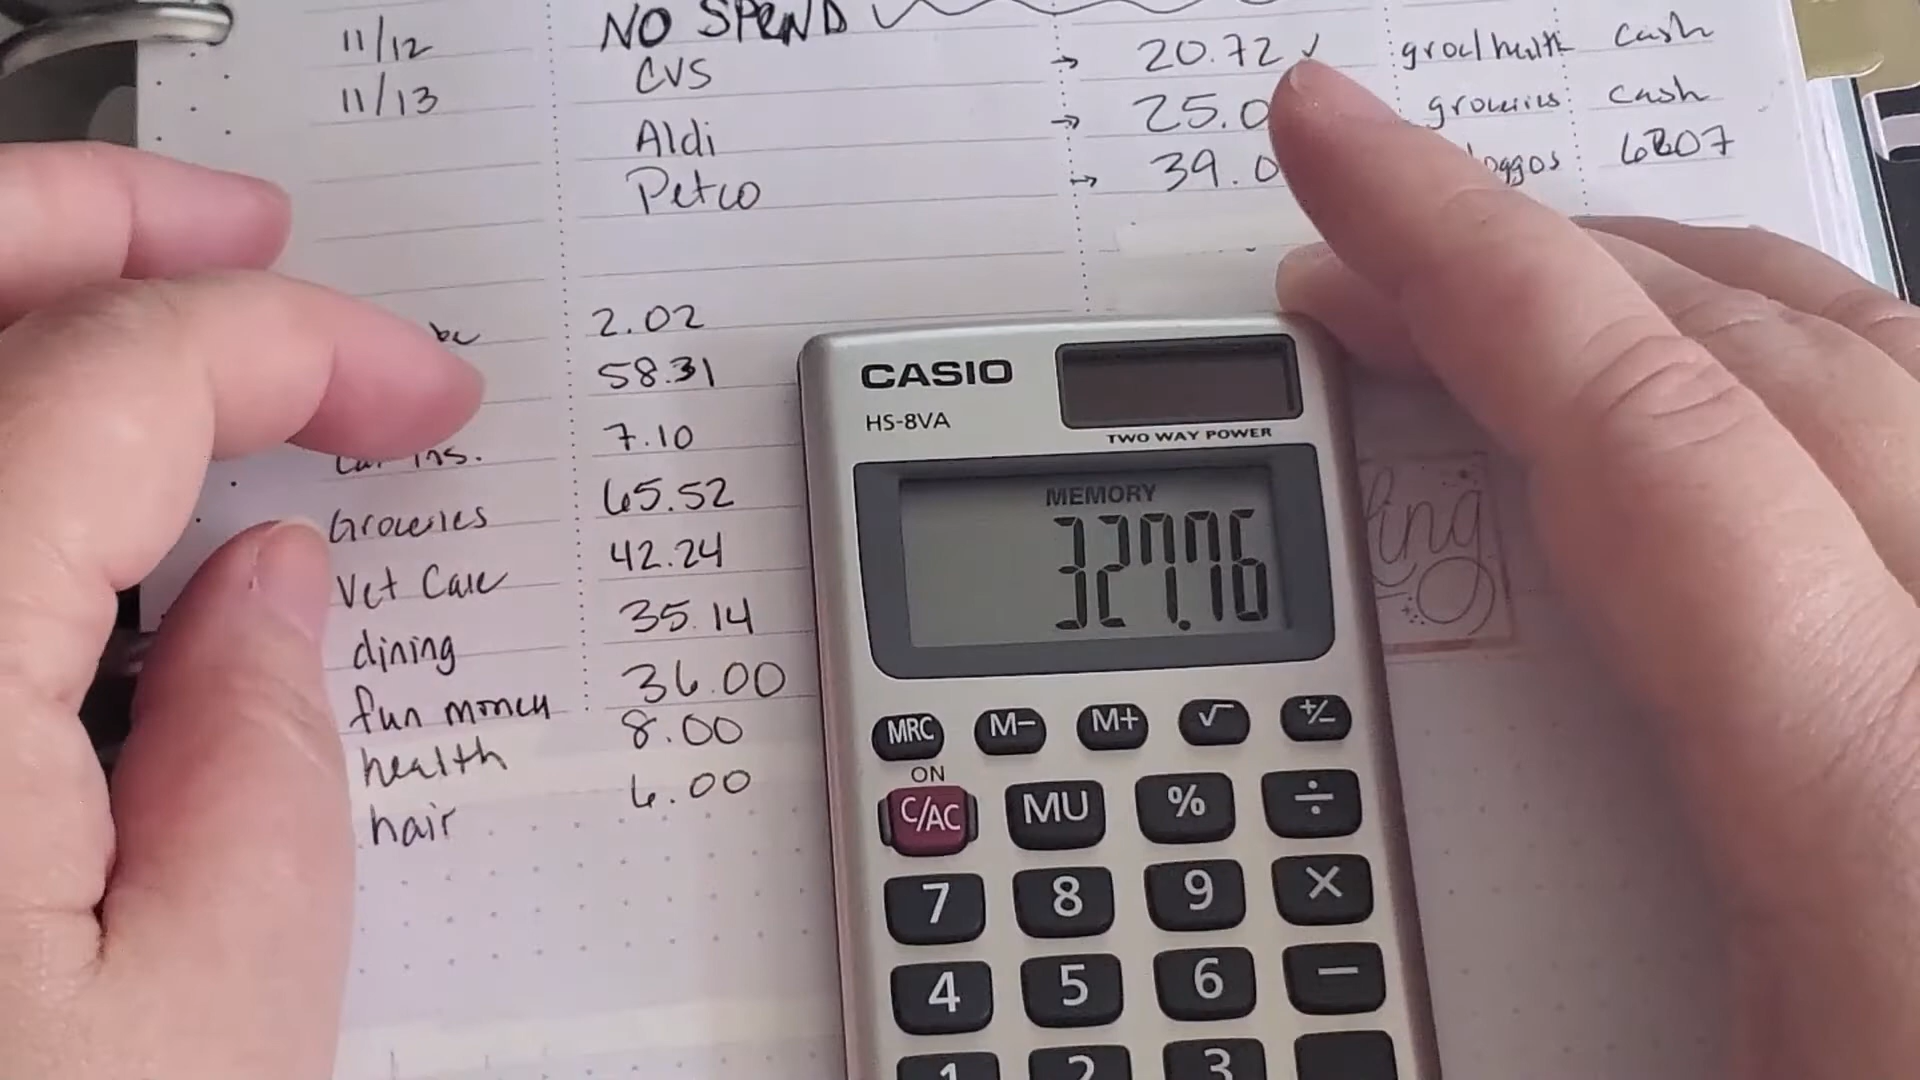 NO SPEND
11/12 CVS → 20.72 ✓ groc/health cash
11/13 Aldi → 25.0 groceries cash
Petco → 39.0 oggos
2.02
58.31
7.10
ins.
Groceries 65.52
Vet Care 42.24
dining 35.14
fun money 36.00
health 8.00
hair 6.00
CASIO
HS-8VA
TWO WAY POWER
MEMORY
327.76
MRC M− M+ √ +/−
ON
C/AC MU % ÷
7 8 9 ×
4 5 6 −
1 2 3
ling